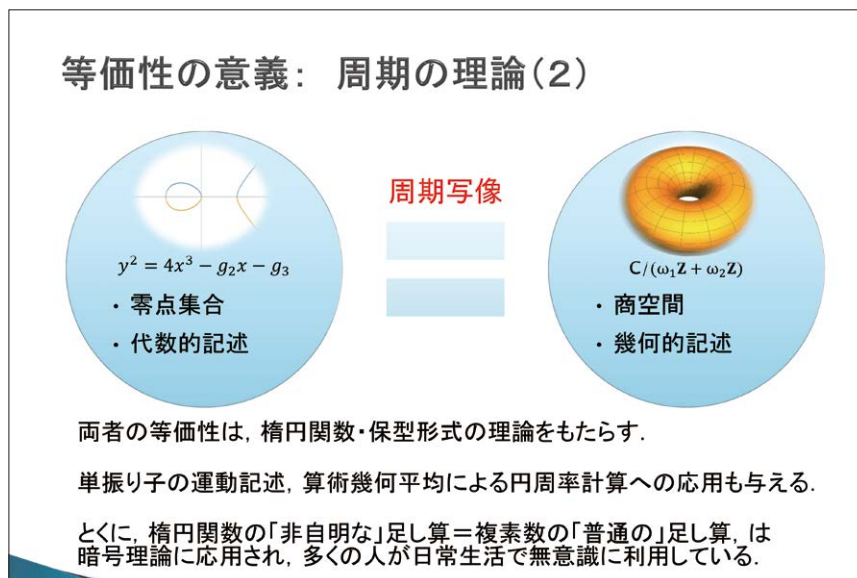 等価性の意義： 周期の理論（2）
周期写像
y² = 4x³ − g₂x − g₃
・ 零点集合
・ 代数的記述
C/(ω₁Z + ω₂Z)
・ 商空間
・ 幾何的記述
両者の等価性は，楕円関数・保型形式の理論をもたらす．
単振り子の運動記述，算術幾何平均による円周率計算への応用も与える．
とくに，楕円関数の「非自明な」足し算＝複素数の「普通の」足し算，は
暗号理論に応用され，多くの人が日常生活で無意識に利用している．